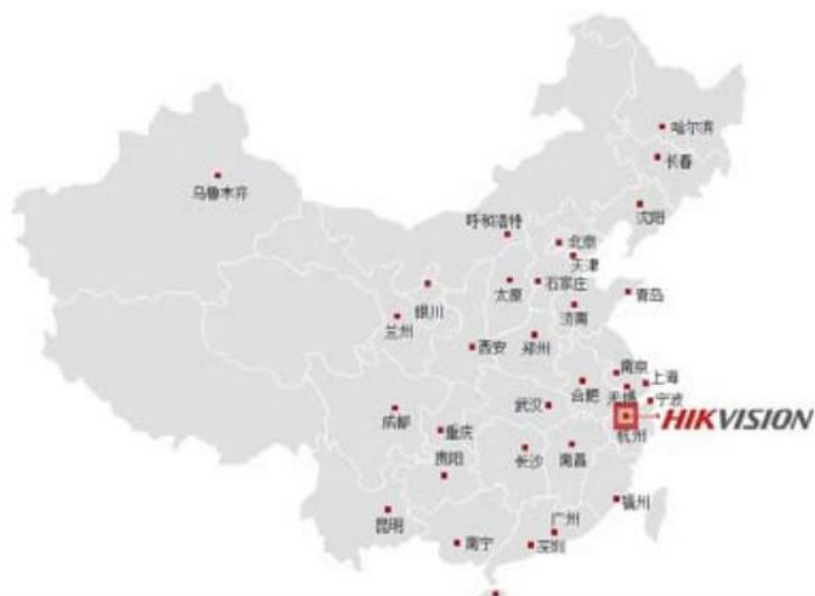 哈尔滨
长春
乌鲁木齐
沈阳
呼和浩特
北京
天津
石家庄
太原
青岛
银川
济南
兰州
西安
郑州
南京
上海
合肥
无锡
宁波
武汉
成都
HIKVISION
重庆
杭州
长沙
南昌
贵阳
福州
昆明
广州
南宁
深圳